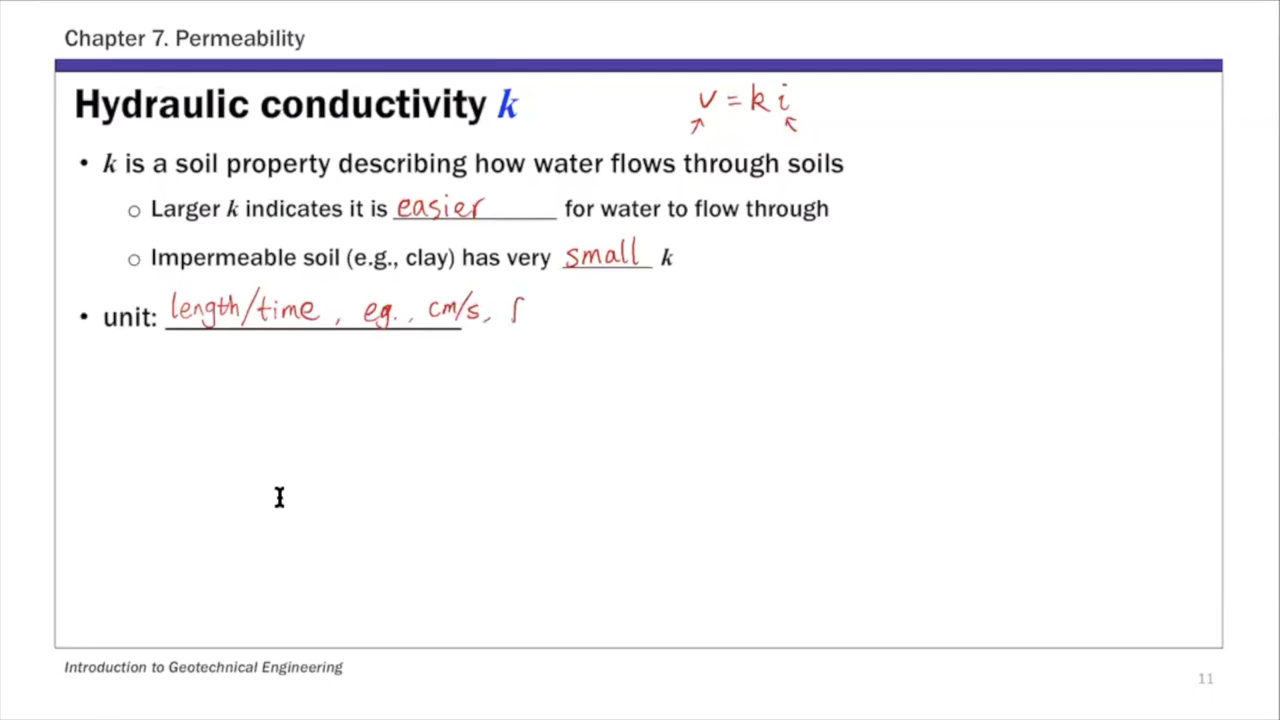 Chapter 7. Permeability
Hydraulic conductivity k
v = k i
• k is a soil property describing how water flows through soils
o Larger k indicates it is easier for water to flow through
o Impermeable soil (e.g., clay) has very small k
• unit: length/time, eg., cm/s,
Introduction to Geotechnical Engineering
11